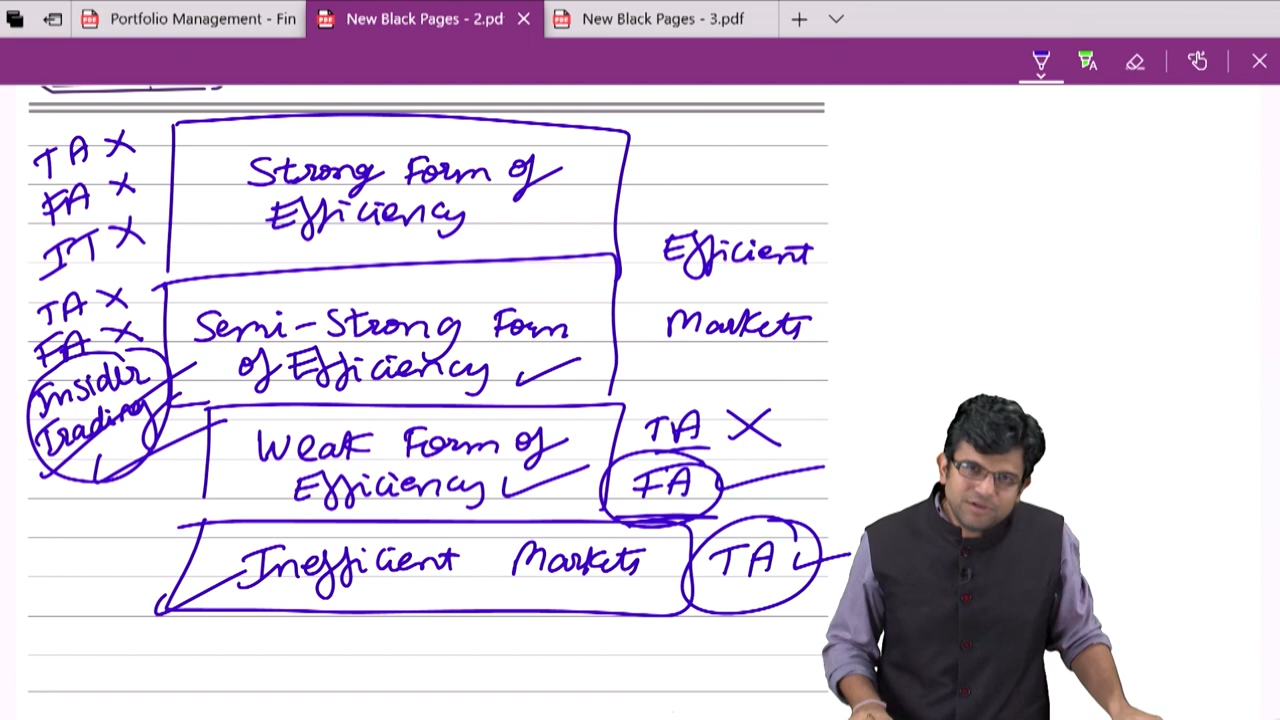 Portfolio Management - Fin
New Black Pages - 2.pd
New Black Pages - 3.pdf
TA X
FA X
IT X
Strong Form of
Efficiency
Efficient
Markets
TA X
FA X
Insider
Trading
Semi-Strong Form
of Efficiency
Weak Form of
Efficiency
TA X
FA
Inefficient Markets
TA